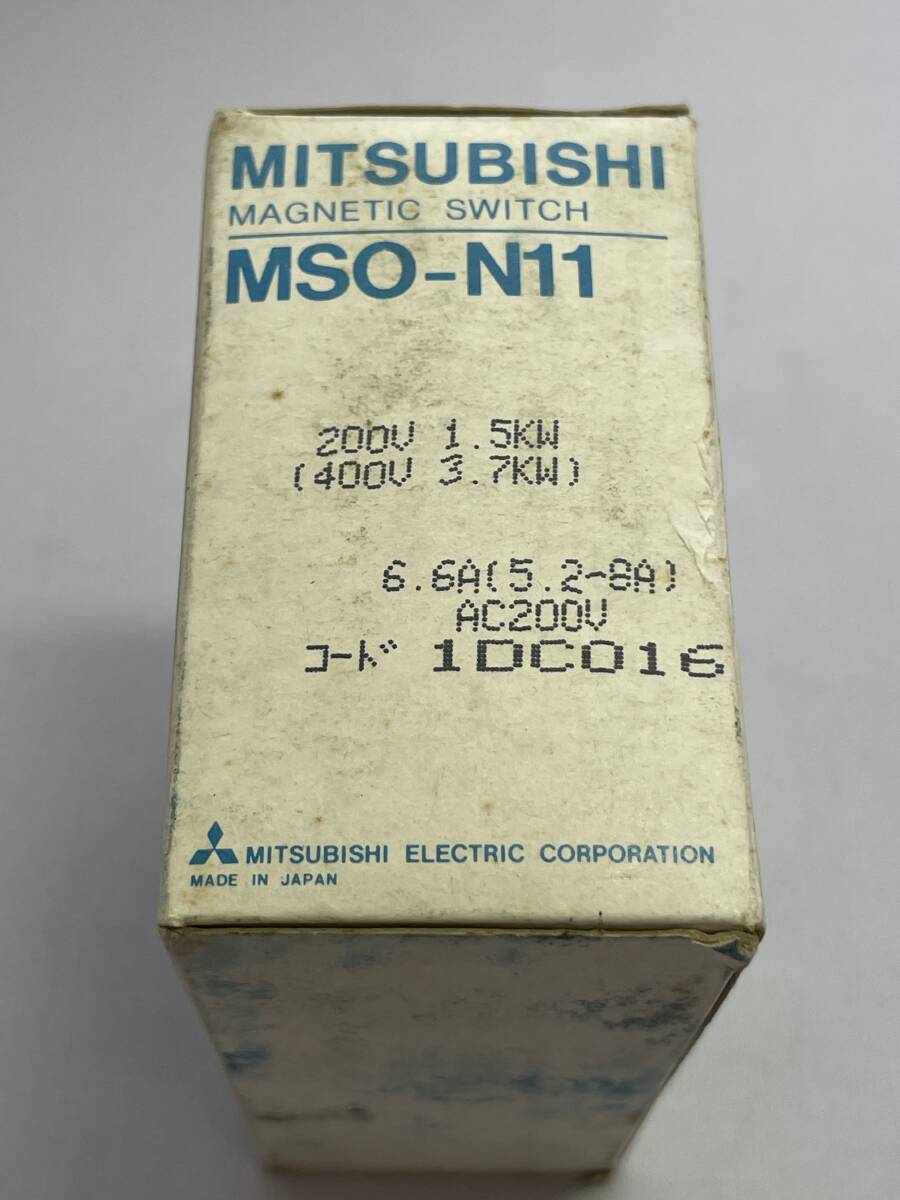 MITSUBISHI
MAGNETIC SWITCH
MSO-N11
200V 1.5KW
(400V 3.7KW)
6.6A(5.2~8A)
AC200V
コード 1DC016
MITSUBISHI ELECTRIC CORPORATION
MADE IN JAPAN